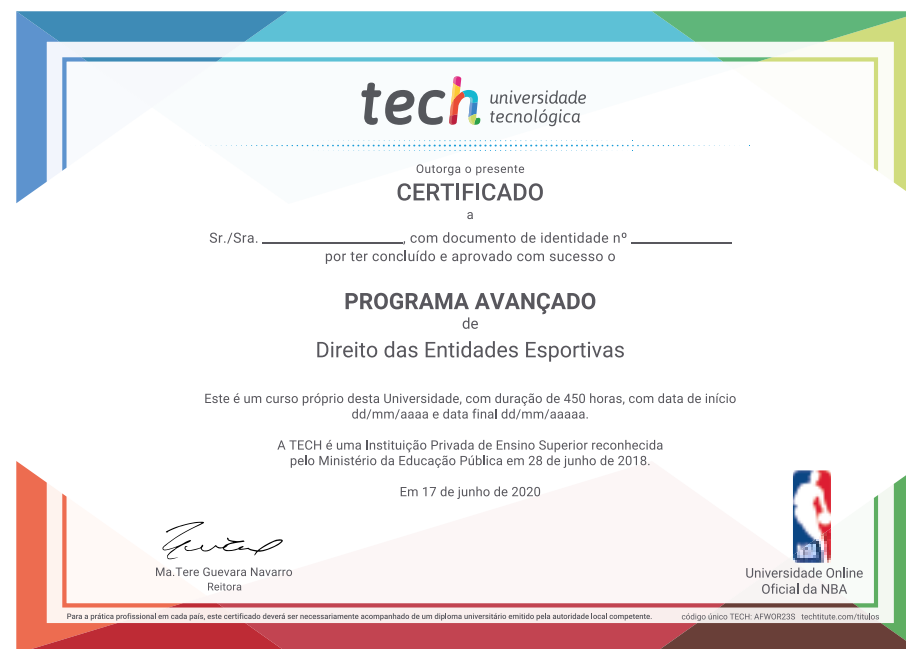 tech universidade
tecnológica
Outorga o presente
CERTIFICADO
a
Sr./Sra. ________________, com documento de identidade nº ____________
por ter concluído e aprovado com sucesso o
PROGRAMA AVANÇADO
de
Direito das Entidades Esportivas
Este é um curso próprio desta Universidade, com duração de 450 horas, com data de início
dd/mm/aaaa e data final dd/mm/aaaaa.
A TECH é uma Instituição Privada de Ensino Superior reconhecida
pelo Ministério da Educação Pública em 28 de junho de 2018.
Em 17 de junho de 2020
Ma.Tere Guevara Navarro
Reitora
NBA
Universidade Online
Oficial da NBA
Para a prática profissional em cada país, este certificado deverá ser necessariamente acompanhado de um diploma universitário emitido pela autoridade local competente. código único TECH: AFWOR23S techtitute.com/titulos